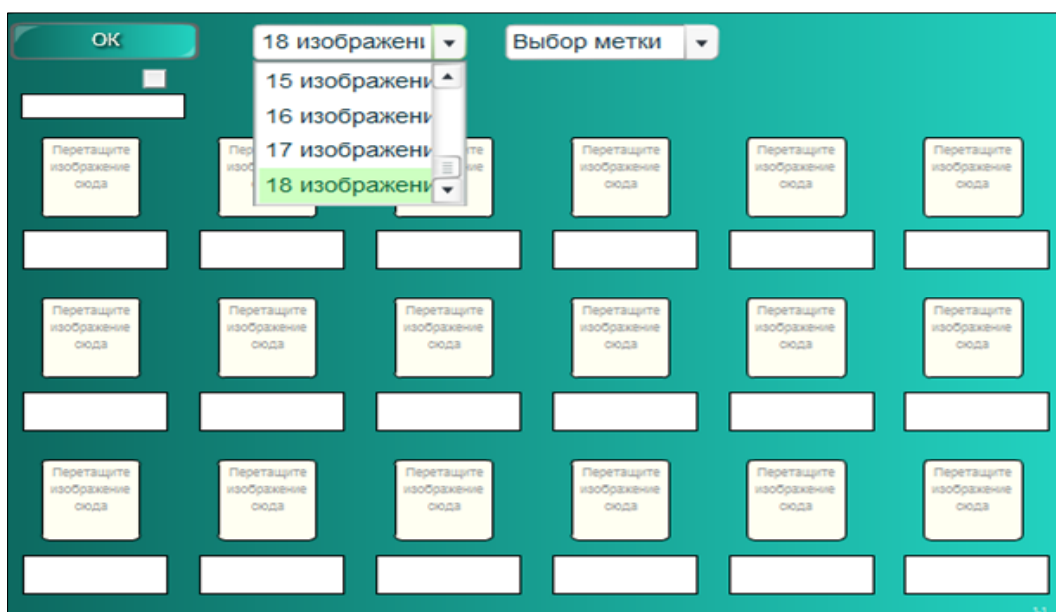 ОК
18 изображени
Выбор метки
15 изображени
16 изображени
17 изображени
18 изображени
Перетащите
изображение
сюда
Перетащите
изображение
сюда
Перетащите
изображение
сюда
Перетащите
изображение
сюда
Перетащите
изображение
сюда
Перетащите
изображение
сюда
Перетащите
изображение
сюда
Перетащите
изображение
сюда
Перетащите
изображение
сюда
Перетащите
изображение
сюда
Перетащите
изображение
сюда
Перетащите
изображение
сюда
Перетащите
изображение
сюда
Перетащите
изображение
сюда
Перетащите
изображение
сюда
Перетащите
изображение
сюда